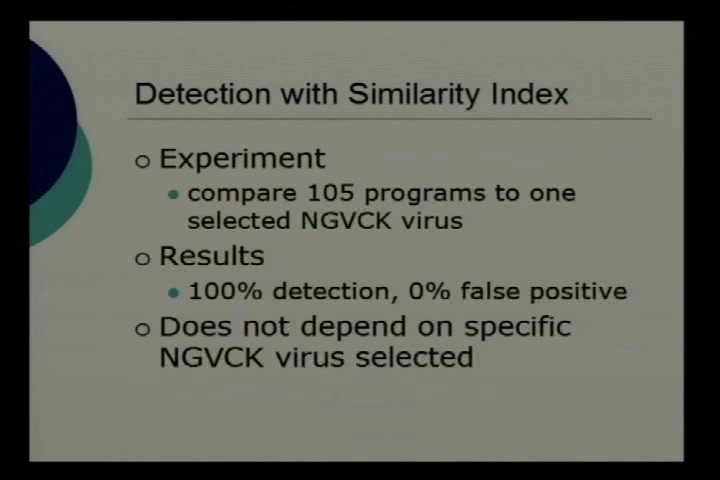 Detection with Similarity Index
Experiment
compare 105 programs to one
selected NGVCK virus
Results
100% detection, 0% false positive
Does not depend on specific
NGVCK virus selected